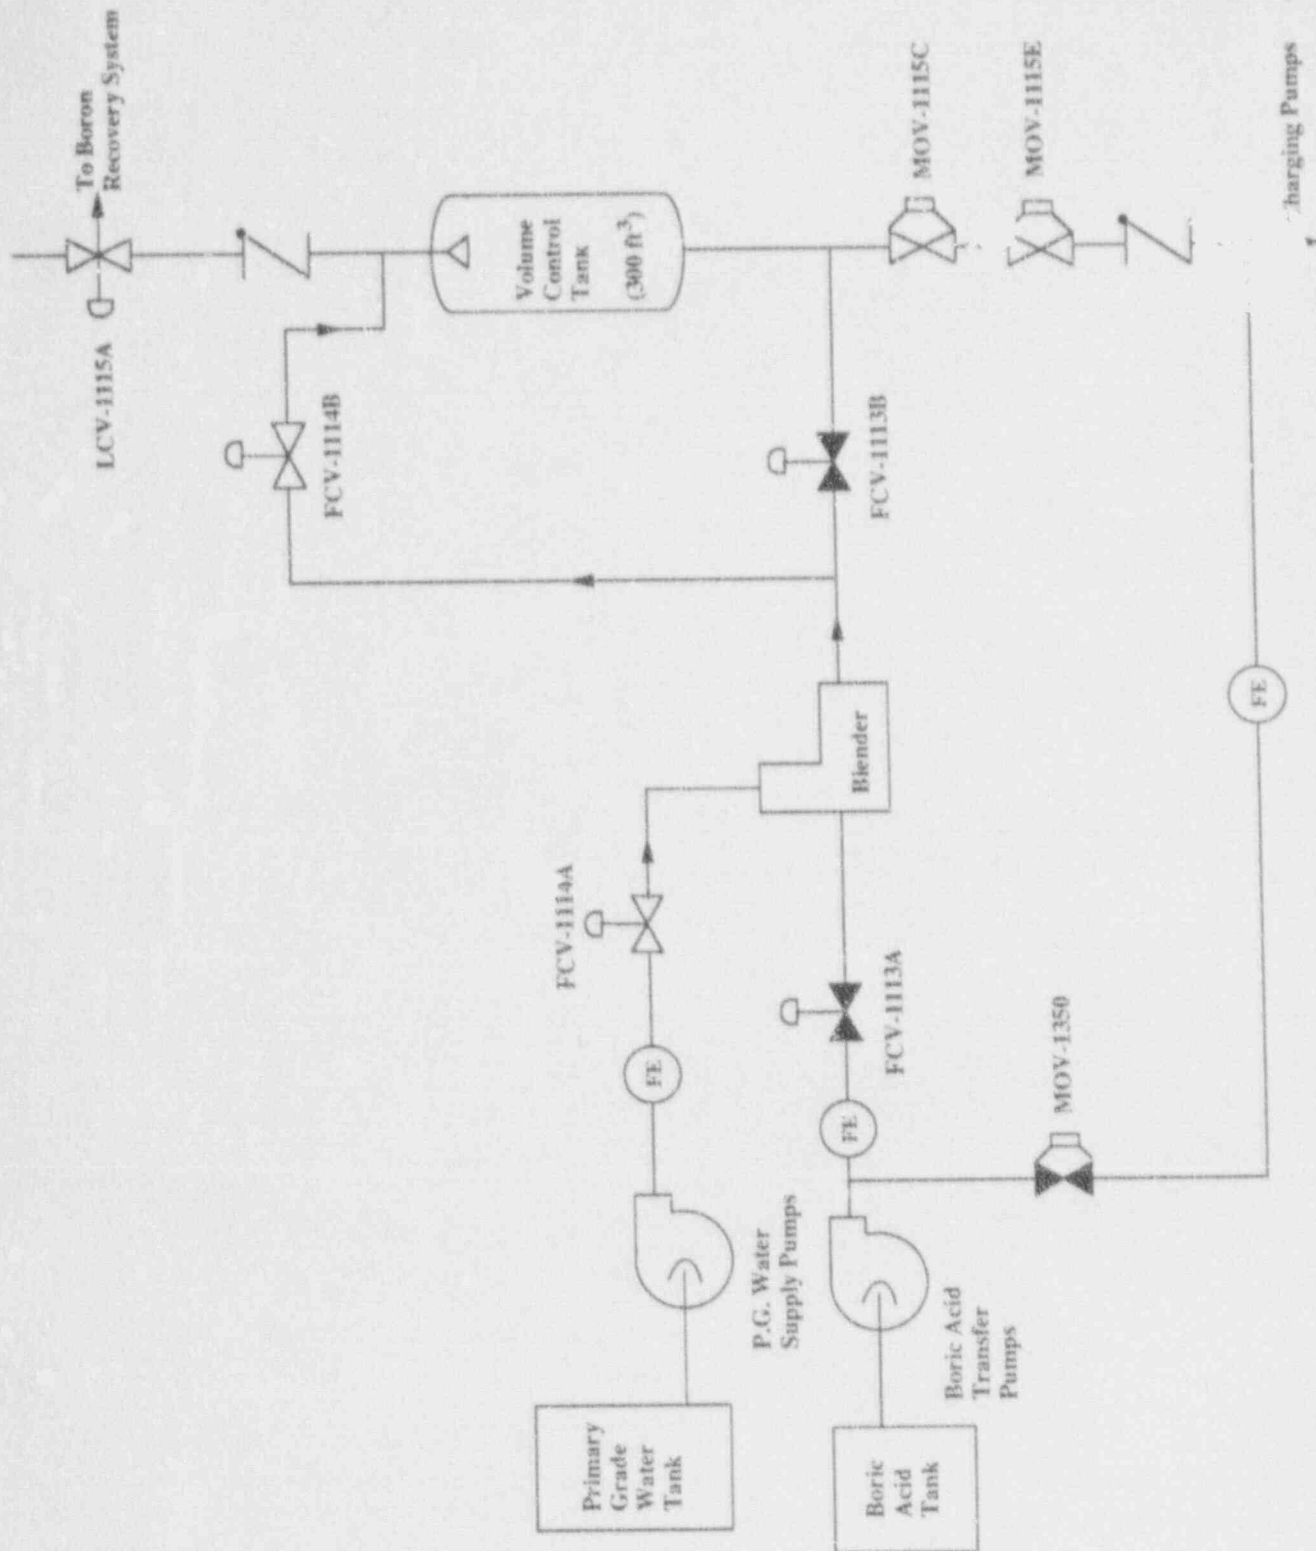 LCV-1115A
To Boron
Recovery System
FCV-1114B
Volume
Control
Tank
(300 ft³)
FCV-1113B
MOV-1115C
MOV-1115E
harging Pumps
FCV-1114A
FE
Blender
FCV-1113A
FE
MOV-1350
FE
P.G. Water
Supply Pumps
Boric Acid
Transfer
Pumps
Primary
Grade
Water
Tank
Boric
Acid
Tank